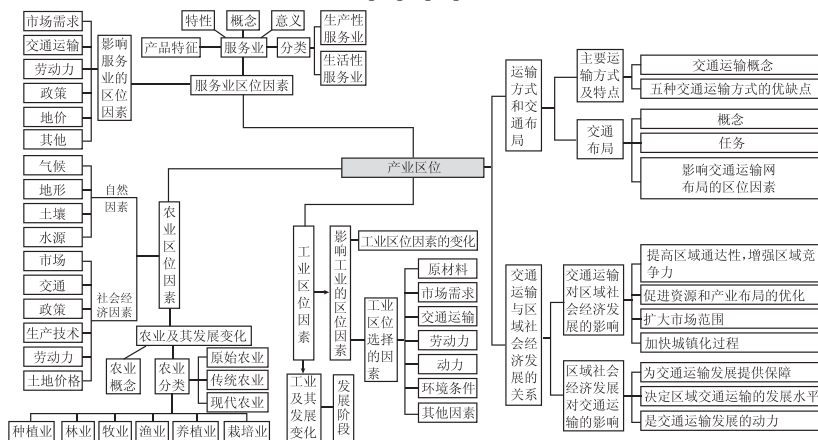 市场需求
交通运输
劳动力
政策
地价
其他
影响
服务
业的
区位
因素
特性
概念
意义
产品特征
服务业
分类
生产性
服务业
生活性
服务业
服务业区位因素
产业区位
气候
地形
土壤
水源
自然
因素
市场
交通
政策
生产技术
劳动力
土地价格
社会经
济因素
农业区位因素
农业及其发展变化
农业
概念
农业
分类
原始农业
传统农业
现代农业
种植业
林业
牧业
渔业
养殖业
栽培业
工业区位因素
影响工业的区位因素
工业区位因素的变化
工业
区位
选择
的因
素
原材料
市场需求
交通运输
劳动力
动力
环境条件
其他因素
工业
及其
发展
变化
发展
阶段
运输
方式
和交
通布
局
主要运
输方式
及特点
交通运输概念
五种交通运输方式的优缺点
交通
布局
概念
任务
影响交通运输网
布局的区位因素
交通
运输
与区
域社
会经
济发
展的
关系
交通运输
对区域社
会经济发
展的影响
提高区域通达性,增强区域竞
争力
促进资源和产业布局的优化
扩大市场范围
加快城镇化过程
区域社会
经济发展
对交通运
输的影响
为交通运输发展提供保障
决定区域交通运输的发展水平
是交通运输发展的动力